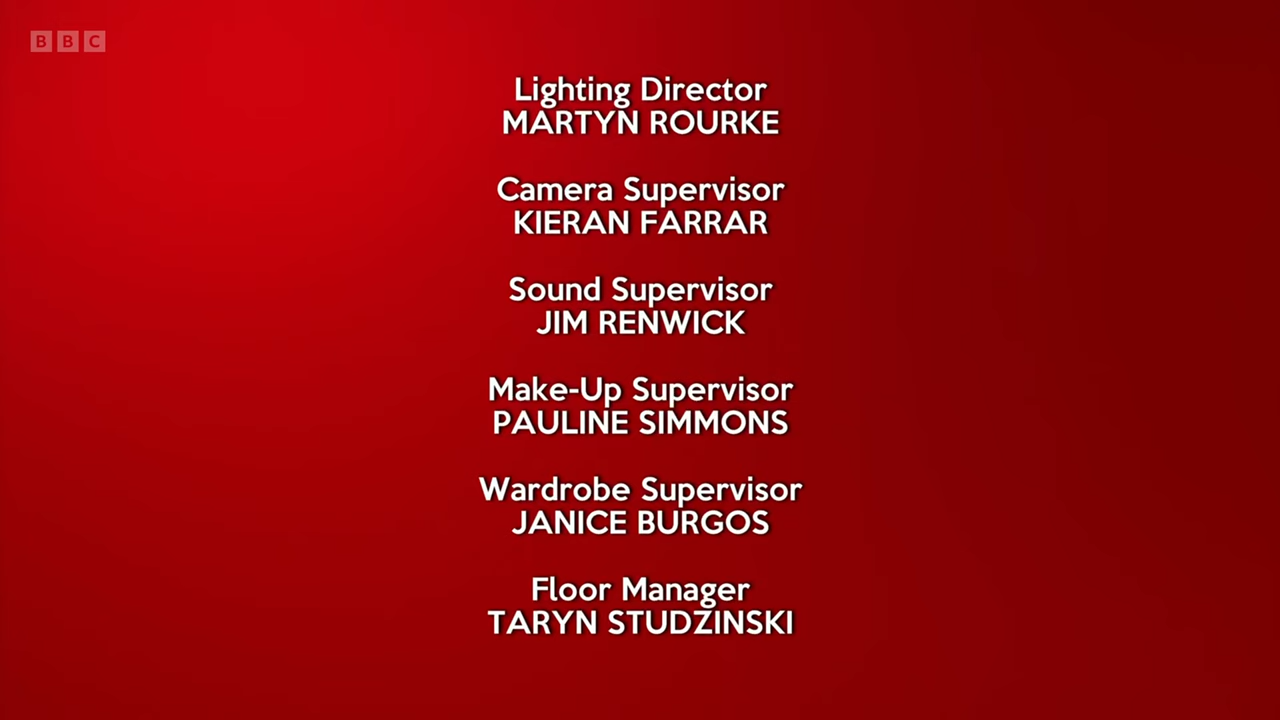 BBC
Lighting Director
MARTYN ROURKE
Camera Supervisor
KIERAN FARRAR
Sound Supervisor
JIM RENWICK
Make-Up Supervisor
PAULINE SIMMONS
Wardrobe Supervisor
JANICE BURGOS
Floor Manager
TARYN STUDZINSKI